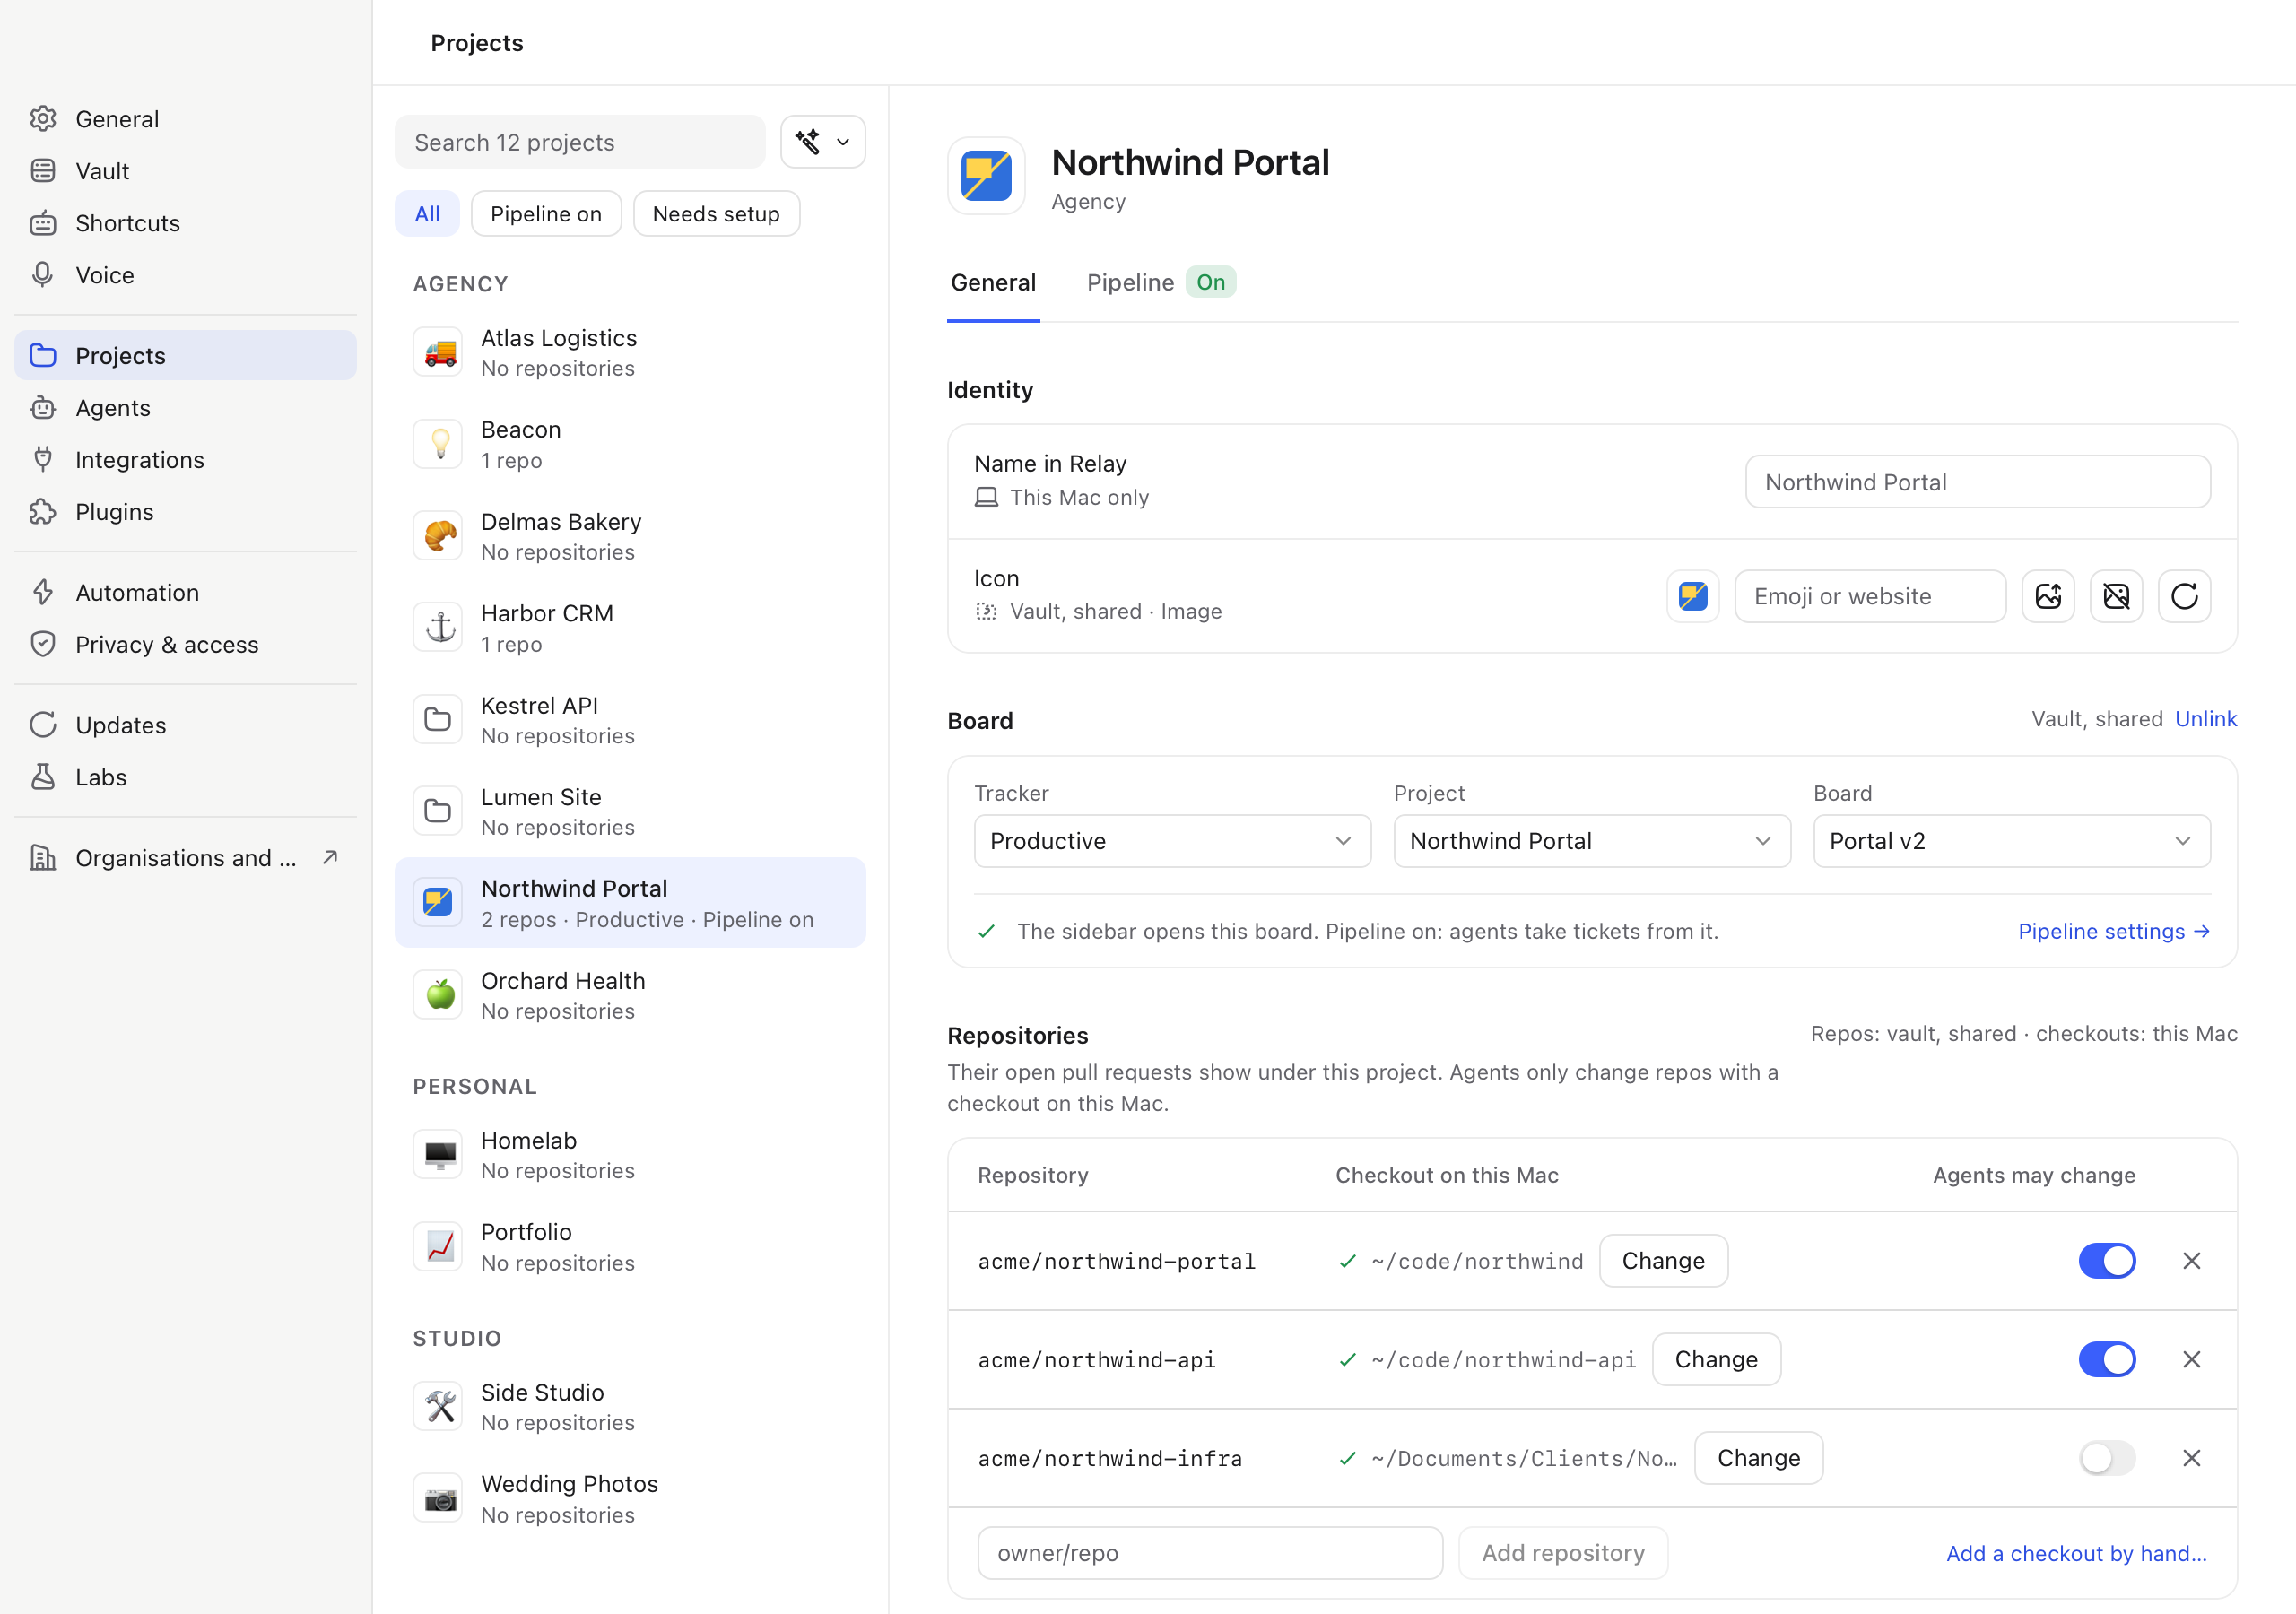 Projects
General
Vault
Shortcuts
Voice
Projects
Agents
Integrations
Plugins
Automation
Privacy & access
Updates
Labs
Organisations and ...
Search 12 projects
All
Pipeline on
Needs setup
AGENCY
Atlas Logistics
No repositories
Beacon
1 repo
Delmas Bakery
No repositories
Harbor CRM
1 repo
Kestrel API
No repositories
Lumen Site
No repositories
Northwind Portal
2 repos · Productive · Pipeline on
Orchard Health
No repositories
PERSONAL
Homelab
No repositories
Portfolio
No repositories
STUDIO
Side Studio
No repositories
Wedding Photos
No repositories
Northwind Portal
Agency
General
Pipeline On
Identity
Name in Relay
This Mac only
Northwind Portal
Icon
Vault, shared · Image
Emoji or website
Board
Vault, shared Unlink
Tracker
Project
Board
Productive
Northwind Portal
Portal v2
The sidebar opens this board. Pipeline on: agents take tickets from it.
Pipeline settings →
Repositories
Repos: vault, shared · checkouts: this Mac
Their open pull requests show under this project. Agents only change repos with a
checkout on this Mac.
Repository
Checkout on this Mac
Agents may change
acme/northwind-portal
~/code/northwind
Change
acme/northwind-api
~/code/northwind-api
Change
acme/northwind-infra
~/Documents/Clients/No…
Change
owner/repo
Add repository
Add a checkout by hand...